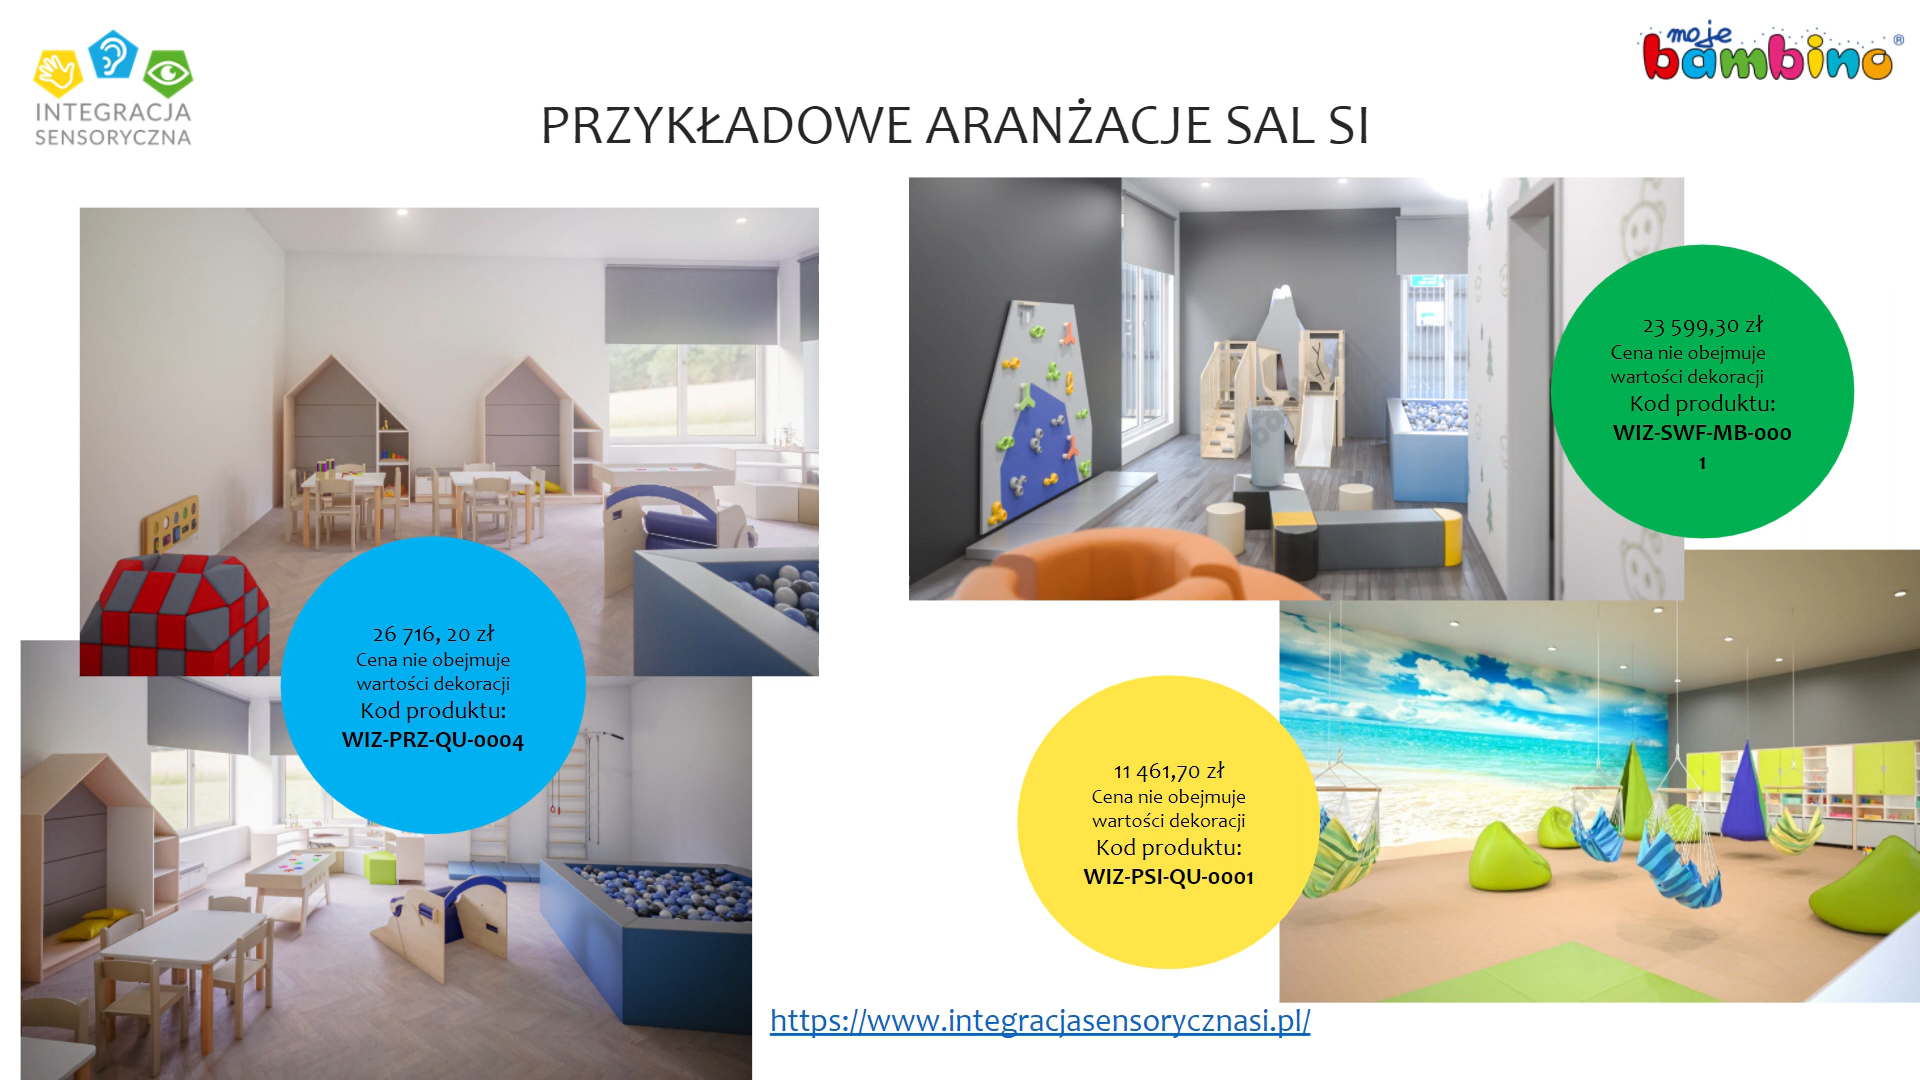 INTEGRACJA
SENSORYCZNA
moje
bambino®
PRZYKŁADOWE ARANŻACJE SAL SI
23 599,30 zł
Cena nie obejmuje
wartości dekoracji
Kod produktu:
WIZ-SWF-MB-000
1
26 716, 20 zł
Cena nie obejmuje
wartości dekoracji
Kod produktu:
WIZ-PRZ-QU-0004
11 461,70 zł
Cena nie obejmuje
wartości dekoracji
Kod produktu:
WIZ-PSI-QU-0001
https://www.integracjasensorycznasi.pl/